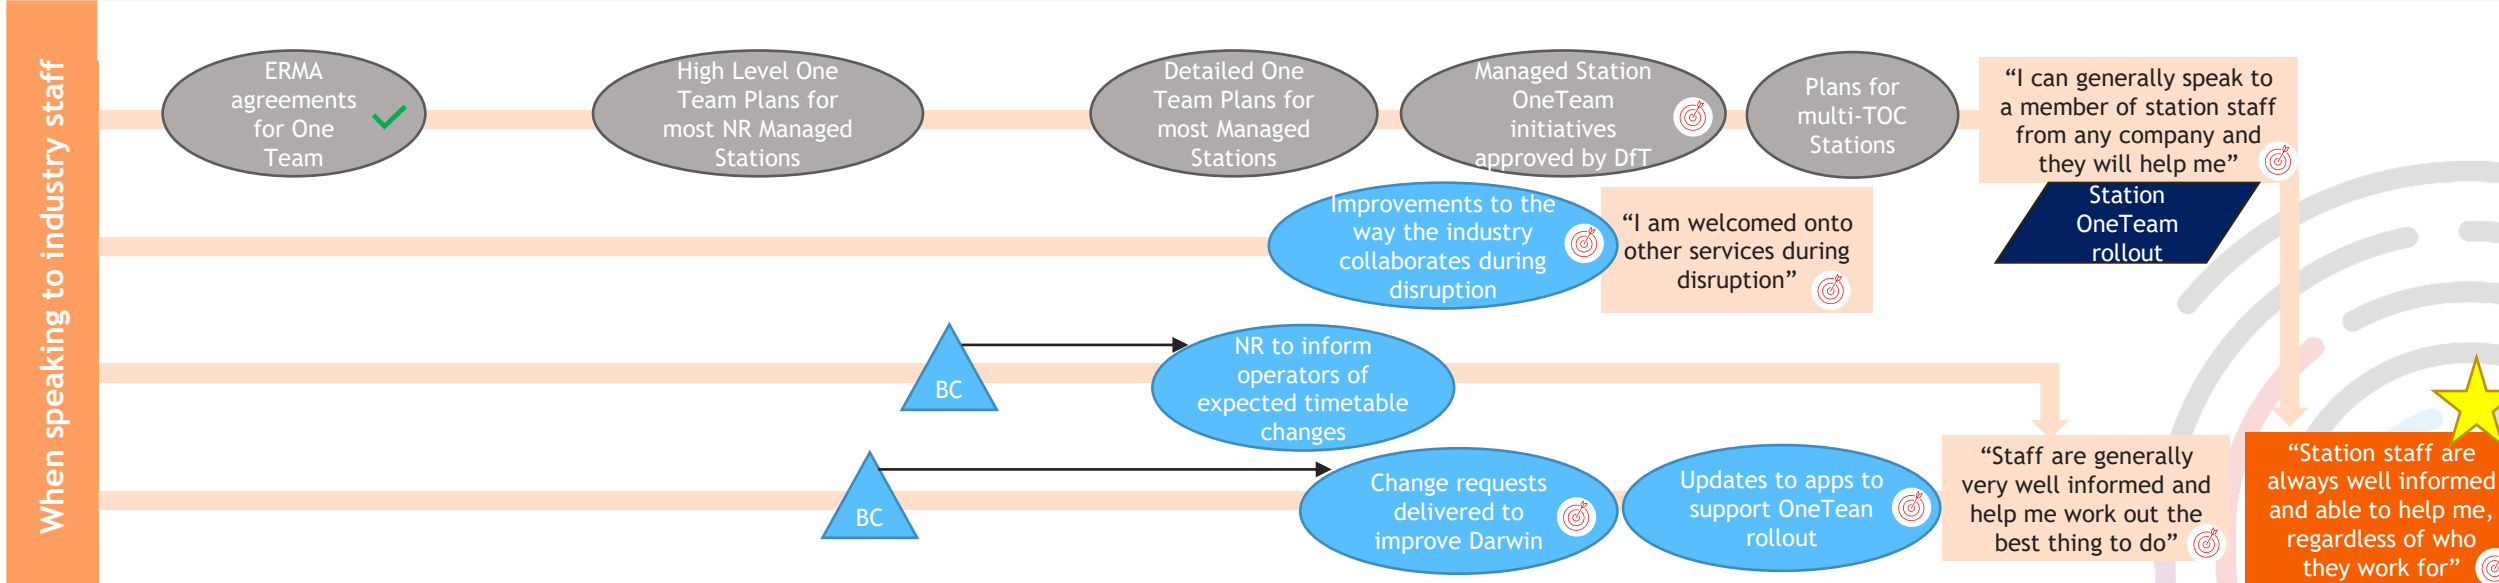 When speaking to industry staff
ERMA
agreements
for One
Team
High Level One
Team Plans for
most NR Managed
Stations
Detailed One
Team Plans for
most Managed
Stations
Managed Station
OneTeam
initiatives
approved by DfT
Plans for
multi-TOC
Stations
“I can generally speak to
a member of station staff
from any company and
they will help me”
Station
OneTeam
rollout
Improvements to the
way the industry
collaborates during
disruption
“I am welcomed onto
other services during
disruption”
BC
NR to inform
operators of
expected timetable
changes
BC
Change requests
delivered to
improve Darwin
Updates to apps to
support OneTean
rollout
“Staff are generally
very well informed and
help me work out the
best thing to do”
“Station staff are
always well informed
and able to help me,
regardless of who
they work for”